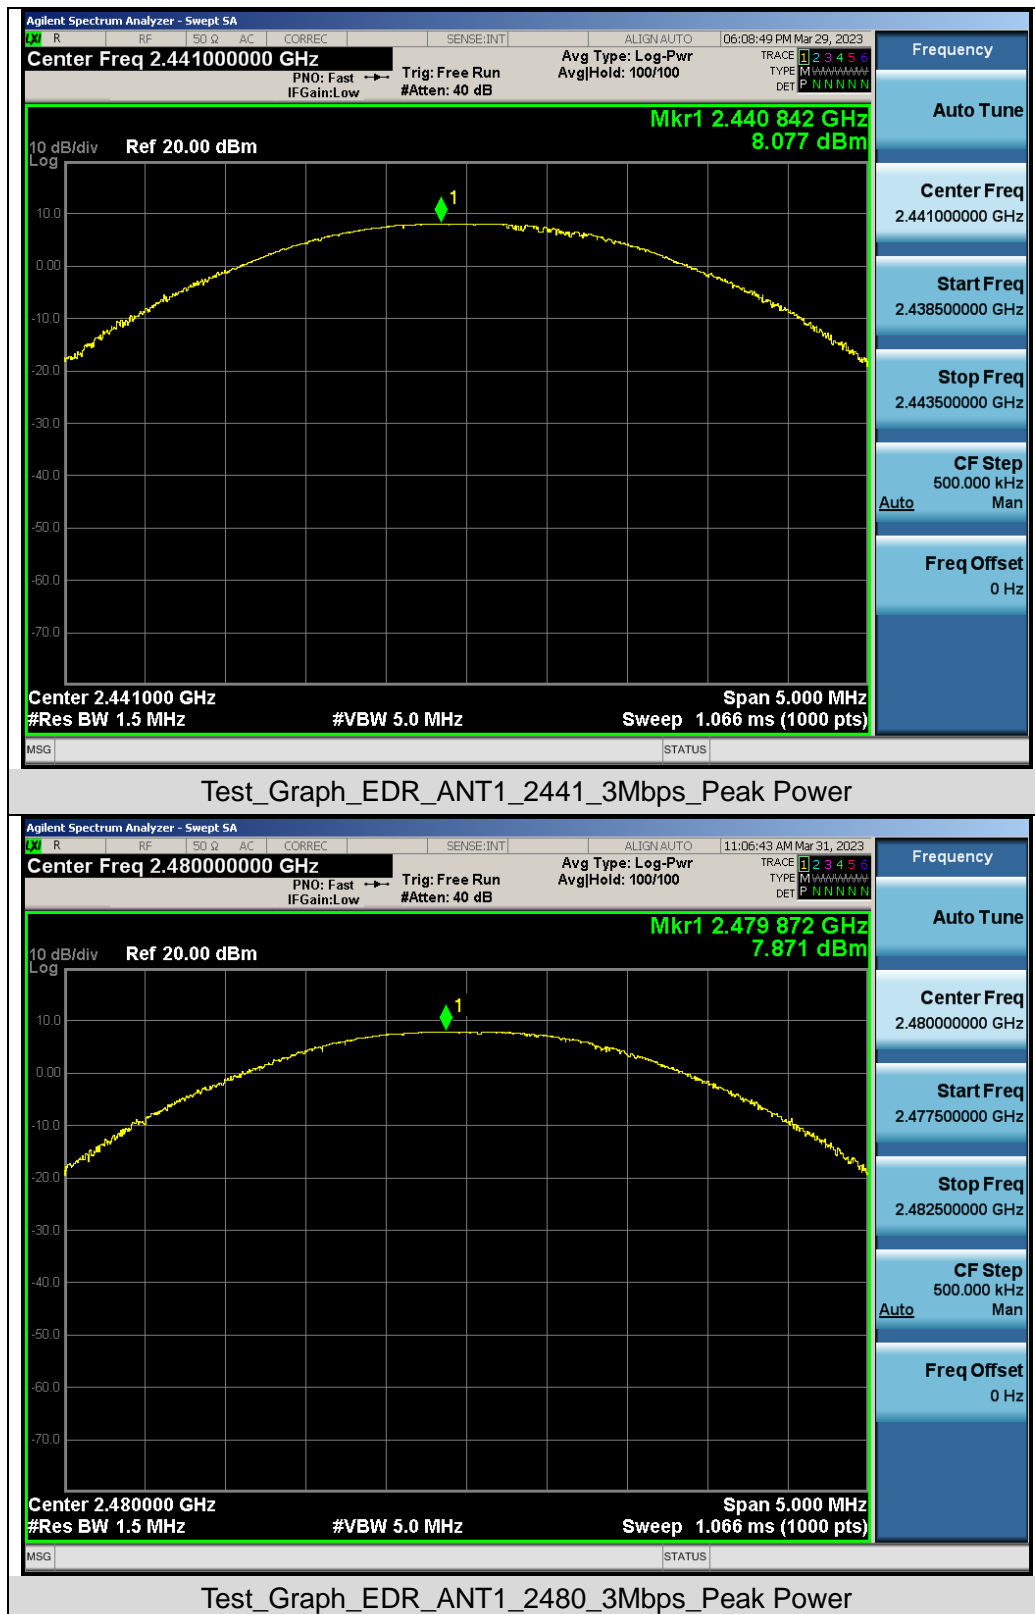 Agilent Spectrum Analyzer - Swept SA
LXI R RF 50 Ω AC CORREC SENSE:INT ALIGN AUTO 06:08:49 PM Mar 29, 2023
Center Freq 2.441000000 GHz
PNO: Fast
IFGain:Low
Trig: Free Run
#Atten: 40 dB
Avg Type: Log-Pwr
Avg|Hold: 100/100
TRACE 1 2 3 4 5 6
TYPE M
DET P N N N N N
Mkr1 2.440 842 GHz
8.077 dBm
10 dB/div Ref 20.00 dBm
Log
1
10.0
0.00
-10.0
-20.0
-30.0
-40.0
-50.0
-60.0
-70.0
Center 2.441000 GHz Span 5.000 MHz
#Res BW 1.5 MHz #VBW 5.0 MHz Sweep 1.066 ms (1000 pts)
MSG STATUS
Frequency
Auto Tune
Center Freq
2.441000000 GHz
Start Freq
2.438500000 GHz
Stop Freq
2.443500000 GHz
CF Step
500.000 kHz
Auto Man
Freq Offset
0 Hz
Test_Graph_EDR_ANT1_2441_3Mbps_Peak Power
Agilent Spectrum Analyzer - Swept SA
LXI R RF 50 Ω AC CORREC SENSE:INT ALIGN AUTO 11:06:43 AM Mar 31, 2023
Center Freq 2.480000000 GHz
PNO: Fast
IFGain:Low
Trig: Free Run
#Atten: 40 dB
Avg Type: Log-Pwr
Avg|Hold: 100/100
TRACE 1 2 3 4 5 6
TYPE M
DET P N N N N N
Mkr1 2.479 872 GHz
7.871 dBm
10 dB/div Ref 20.00 dBm
Log
1
10.0
0.00
-10.0
-20.0
-30.0
-40.0
-50.0
-60.0
-70.0
Center 2.480000 GHz Span 5.000 MHz
#Res BW 1.5 MHz #VBW 5.0 MHz Sweep 1.066 ms (1000 pts)
MSG STATUS
Frequency
Auto Tune
Center Freq
2.480000000 GHz
Start Freq
2.477500000 GHz
Stop Freq
2.482500000 GHz
CF Step
500.000 kHz
Auto Man
Freq Offset
0 Hz
Test_Graph_EDR_ANT1_2480_3Mbps_Peak Power